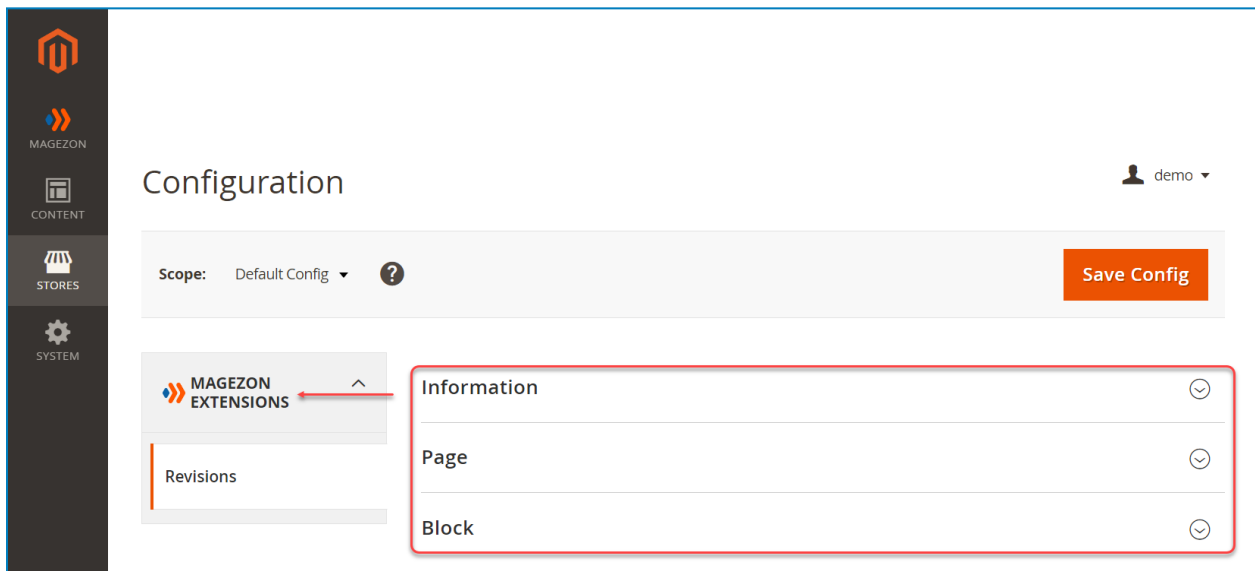 MAGEZON
CONTENT
STORES
SYSTEM
Configuration
demo
Scope: Default Config ?
Save Config
MAGEZON
EXTENSIONS
Revisions
Information
Page
Block